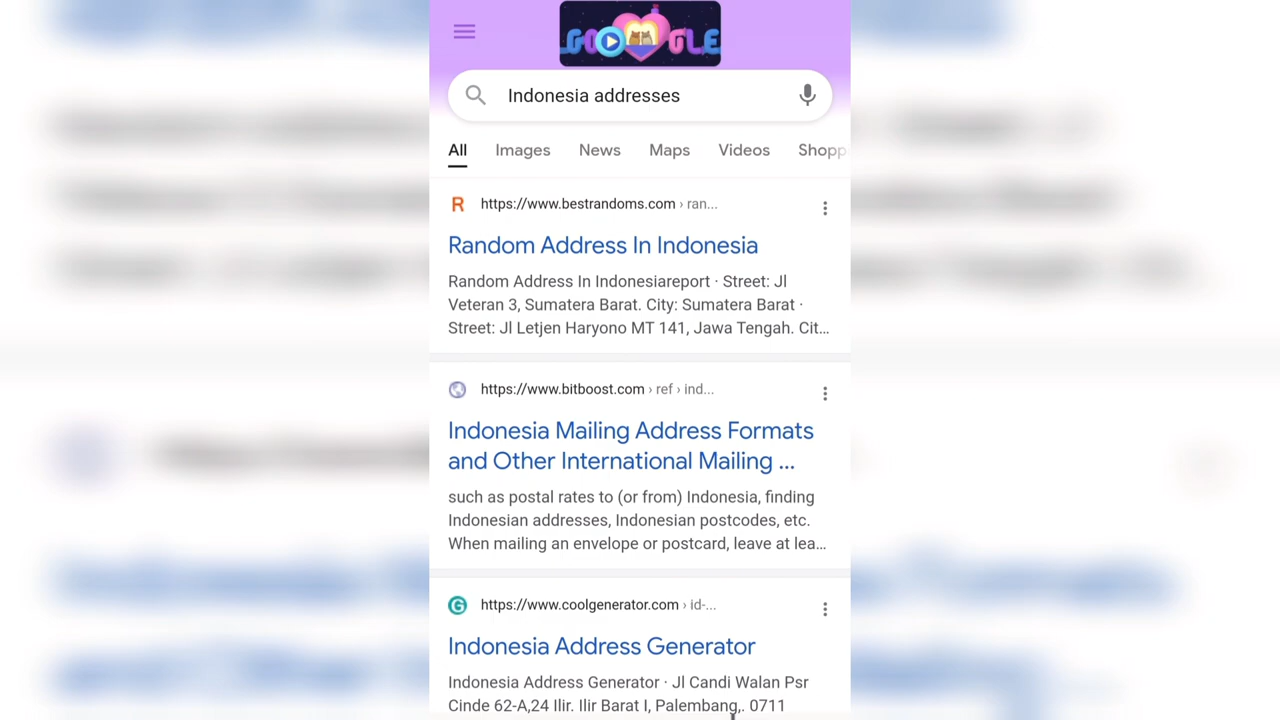 GOOGLE
Indonesia addresses
All Images News Maps Videos Shopp
https://www.bestrandoms.com › ran...
Random Address In Indonesia
Random Address In Indonesiareport · Street: Jl
Veteran 3, Sumatera Barat. City: Sumatera Barat ·
Street: Jl Letjen Haryono MT 141, Jawa Tengah. Cit...
https://www.bitboost.com › ref › ind...
Indonesia Mailing Address Formats
and Other International Mailing ...
such as postal rates to (or from) Indonesia, finding
Indonesian addresses, Indonesian postcodes, etc.
When mailing an envelope or postcard, leave at lea...
https://www.coolgenerator.com › id-...
Indonesia Address Generator
Indonesia Address Generator · Jl Candi Walan Psr
Cinde 62-A,24 Ilir. Ilir Barat I, Palembang,. 0711